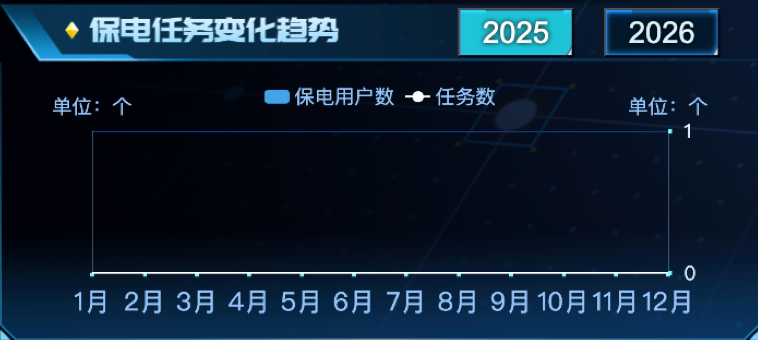 保电任务变化趋势 2025 2026
单位：个 保电用户数 任务数 单位：个
1
0
1月 2月 3月 4月 5月 6月 7月 8月 9月 10月 11月 12月